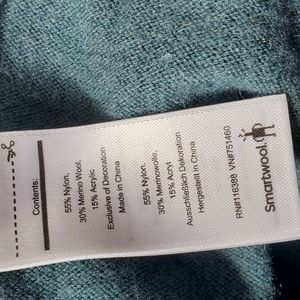 Contents:
55% Nylon,
30% Merino Wool,
15% Acrylic
Exclusive of Decoration
Made in China
55% Nylon,
30% Merinowolle,
15% Acryl
Ausschließlich Dekoration
Hergestellt in China
RN#116388 VN#751460
Smartwool